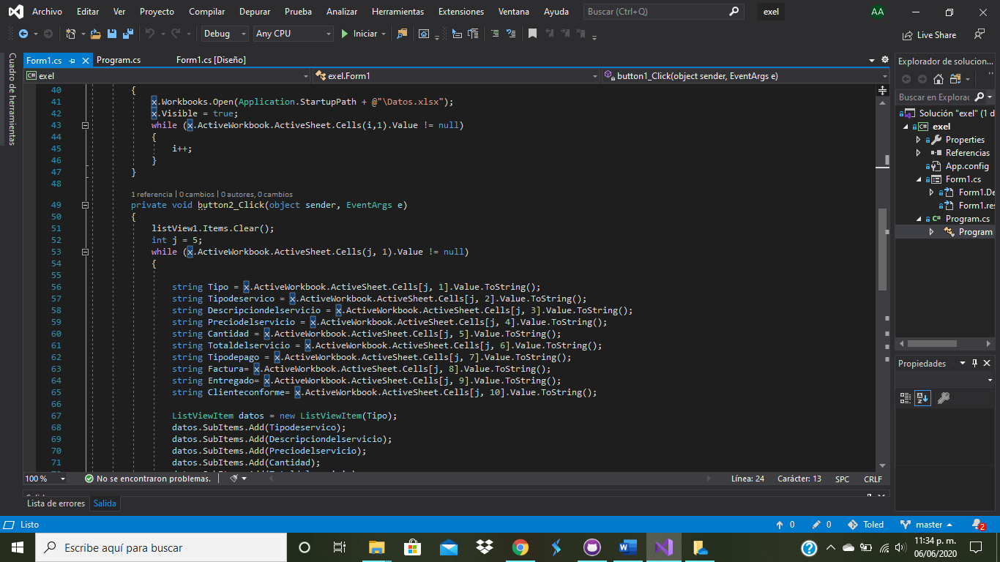 Archivo Editar Ver Proyecto Compilar Depurar Prueba Analizar Herramientas Extensiones Ventana Ayuda Buscar (Ctrl+Q) exel AA
Debug Any CPU Iniciar Live Share
Cuadro de herramientas
Form1.cs Program.cs Form1.cs [Diseño]
exel exel.Form1 button1_Click(object sender, EventArgs e)
40 {
41 x.Workbooks.Open(Application.StartupPath + @"\Datos.xlsx");
42 x.Visible = true;
43 while (x.ActiveWorkbook.ActiveSheet.Cells(i,1).Value != null)
44 {
45 i++;
46 }
47 }
48
1 referencia | 0 cambios | 0 autores, 0 cambios
49 private void button2_Click(object sender, EventArgs e)
50 {
51 listView1.Items.Clear();
52 int j = 5;
53 while (x.ActiveWorkbook.ActiveSheet.Cells(j, 1).Value != null)
54 {
55
56 string Tipo = x.ActiveWorkbook.ActiveSheet.Cells[j, 1].Value.ToString();
57 string Tipodeservico = x.ActiveWorkbook.ActiveSheet.Cells[j, 2].Value.ToString();
58 string Descripciondelservicio = x.ActiveWorkbook.ActiveSheet.Cells[j, 3].Value.ToString();
59 string Preciodelservicio = x.ActiveWorkbook.ActiveSheet.Cells[j, 4].Value.ToString();
60 string Cantidad = x.ActiveWorkbook.ActiveSheet.Cells[j, 5].Value.ToString();
61 string Totaldelservicio = x.ActiveWorkbook.ActiveSheet.Cells[j, 6].Value.ToString();
62 string Tipodepago = x.ActiveWorkbook.ActiveSheet.Cells[j, 7].Value.ToString();
63 string Factura= x.ActiveWorkbook.ActiveSheet.Cells[j, 8].Value.ToString();
64 string Entregado= x.ActiveWorkbook.ActiveSheet.Cells[j, 9].Value.ToString();
65 string Clienteconforme= x.ActiveWorkbook.ActiveSheet.Cells[j, 10].Value.ToString();
66
67 ListViewItem datos = new ListViewItem(Tipo);
68 datos.SubItems.Add(Tipodeservico);
69 datos.SubItems.Add(Descripciondelservicio);
70 datos.SubItems.Add(Preciodelservicio);
71 datos.SubItems.Add(Cantidad);
100 % No se encontraron problemas. Línea: 24 Carácter: 13 SPC CRLF
Lista de errores Salida
Explorador de solucion...
Buscar en Explorac
Solución "exel" (1 d
exel
Properties
Referencias
App.config
Form1.cs
Form1.De
Form1.res
Program.cs
Program
Propiedades
Listo 0 0 Toled master 2
Escribe aquí para buscar
11:34 p. m.
06/06/2020